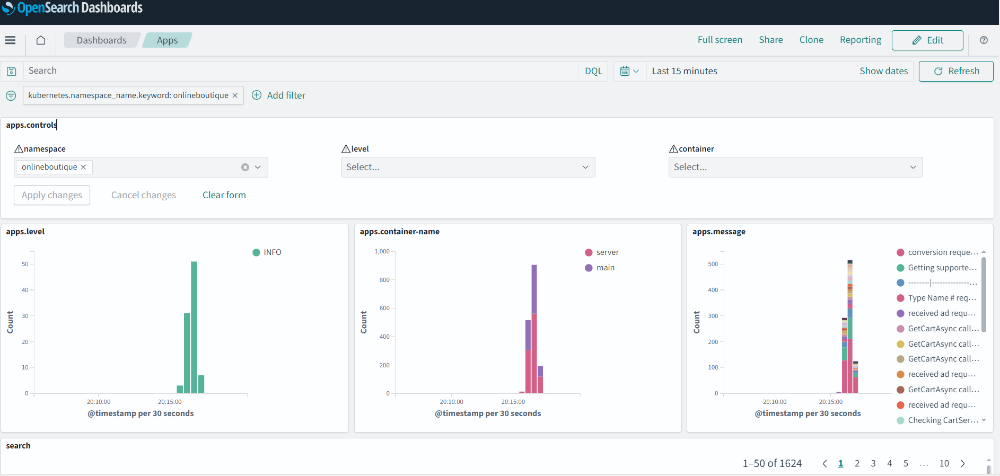 OpenSearch Dashboards
Dashboards Apps Full screen Share Clone Reporting Edit
Search DQL Last 15 minutes Show dates Refresh
kubernetes.namespace_name.keyword: onlineboutique × Add filter
apps.controls
namespace level container
onlineboutique × Select... Select...
Apply changes Cancel changes Clear form
apps.level
50
40
30
20
10
0
Count
20:10:00 20:15:00
@timestamp per 30 seconds
INFO
apps.container-name
1,000
800
600
400
200
0
Count
20:10:00 20:15:00
@timestamp per 30 seconds
server
main
apps.message
500
400
300
200
100
0
Count
20:10:00 20:15:00
@timestamp per 30 seconds
conversion reque...
Getting supporte...
--------|--------------...
Type Name # req...
received ad requ...
GetCartAsync call...
GetCartAsync call...
GetCartAsync call...
received ad requ...
GetCartAsync call...
received ad requ...
Checking CartSer...
search
1–50 of 1624 1 2 3 4 5 ... 10